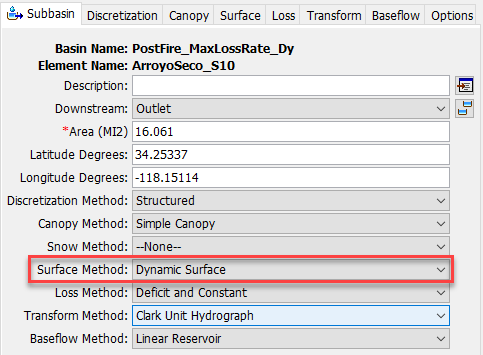 Subbasin Discretization Canopy Surface Loss Transform Baseflow Options
Basin Name: PostFire_MaxLossRate_Dy
Element Name: ArroyoSeco_S10
Description:
Downstream: Outlet
*Area (MI2) 16.061
Latitude Degrees: 34.25337
Longitude Degrees: -118.15114
Discretization Method: Structured
Canopy Method: Simple Canopy
Snow Method: --None--
Surface Method: Dynamic Surface
Loss Method: Deficit and Constant
Transform Method: Clark Unit Hydrograph
Baseflow Method: Linear Reservoir